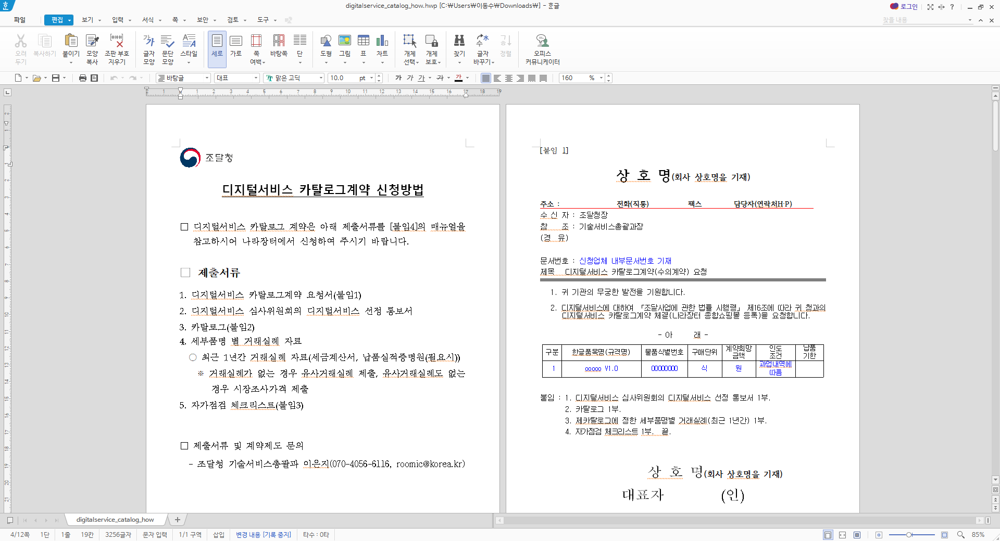 digitalservice_catalog_how.hwp [C:₩Users₩이동수₩Downloads₩] - 흔글
로그인
파일
편집 보기 입력 서식 쪽 보안 검토 도구
찾을 내용
오려 두기 복사하기 붙이기 모양 복사 조판 부호 지우기 글자 모양 문단 모양 스타일 세로 가로 쪽 여백 바탕쪽 단 도형 그림 표 차트 개체 선택 개체 보호 찾기 글자 바꾸기 정렬 오피스 커뮤니케이터
바탕글 대표 맑은 고딕 10.0 pt 가 가 가 가 가 160 %
조달청
디지털서비스 카탈로그계약 신청방법
□ 디지털서비스 카탈로그 계약은 아래 제출서류를 [붙임4]의 매뉴얼을
참고하시어 나라장터에서 신청하여 주시기 바랍니다.
□ 제출서류
1. 디지털서비스 카탈로그계약 요청서(붙임1)
2. 디지털서비스 심사위원회의 디지털서비스 선정 통보서
3. 카탈로그(붙임2)
4. 세부품명 별 거래실례 자료
○ 최근 1년간 거래실례 자료(세금계산서, 납품실적증명원(필요시))
※ 거래실례가 없는 경우 유사거래실례 제출, 유사거래실례도 없는
경우 시장조사가격 제출
5. 자가점검 체크리스트(붙임3)
□ 제출서류 및 계약제도 문의
- 조달청 기술서비스총괄과 이은지(070-4056-6116, roomic@korea.kr)
[붙임 1]
상 호 명(회사 상호명을 기재)
주소 : 전화(직통) 팩스 담당자(연락처H·P)
수 신 자 : 조달청장
참 조 : 기술서비스총괄과장
(경 유)
문서번호 : 신청업체 내부문서번호 기재
제목 디지털서비스 카탈로그계약(수의계약) 요청
1. 귀 기관의 무궁한 발전을 기원합니다.
2. 디지털서비스에 대하여 「조달사업에 관한 법률 시행령」 제16조에 따라 귀 청과의
디지털서비스 카탈로그계약 체결(나라장터 종합쇼핑몰 등록)을 요청합니다.
- 아 래 -
구분 한글품목명(규격명) 물품식별번호 구매단위 계약희망 금액 인도 조건 납품 기한
1 ooooo V1.0 00000000 식 원 과업내역에 따름
붙임 : 1. 디지털서비스 심사위원회의 디지털서비스 선정 통보서 1부.
2. 카탈로그 1부.
3. 제카탈로그에 정한 세부품명별 거래실례(최근 1년간) 1부.
4. 자가점검 체크리스트 1부. 끝.
상 호 명(회사 상호명을 기재)
대표자 (인)
digitalservice_catalog_how
4/12쪽 1단 1줄 19칸 3256글자 문자 입력 1/1 구역 삽입 변경 내용 [기록 중지] 타수 : 0타 85%